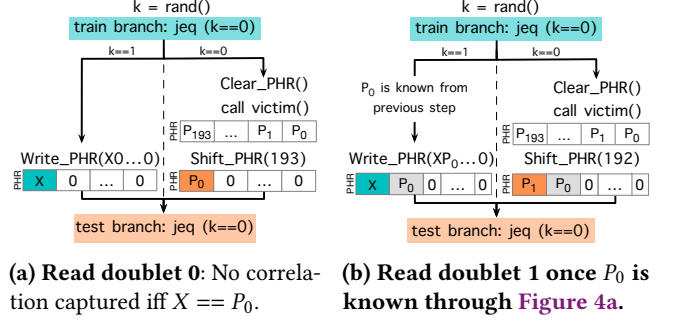 k = rand()
train branch: jeq (k==0)
k==1
k==0
Clear_PHR()
call victim()
PHR P₁₉₃ ... P₁ P₀
Write_PHR(X0...0)
Shift_PHR(193)
PHR X 0 ... 0
PHR P₀ 0 ... 0
test branch: jeq (k==0)
(a) Read doublet 0: No correla-
tion captured iff X == P₀.
k = rand()
train branch: jeq (k==0)
k==1
k==0
P₀ is known from
previous step
Clear_PHR()
call victim()
PHR P₁₉₃ ... P₁ P₀
Write_PHR(XP₀...0)
Shift_PHR(192)
PHR X P₀ 0 ... 0
PHR P₁ P₀ 0 ... 0
test branch: jeq (k==0)
(b) Read doublet 1 once P₀ is
known through Figure 4a.